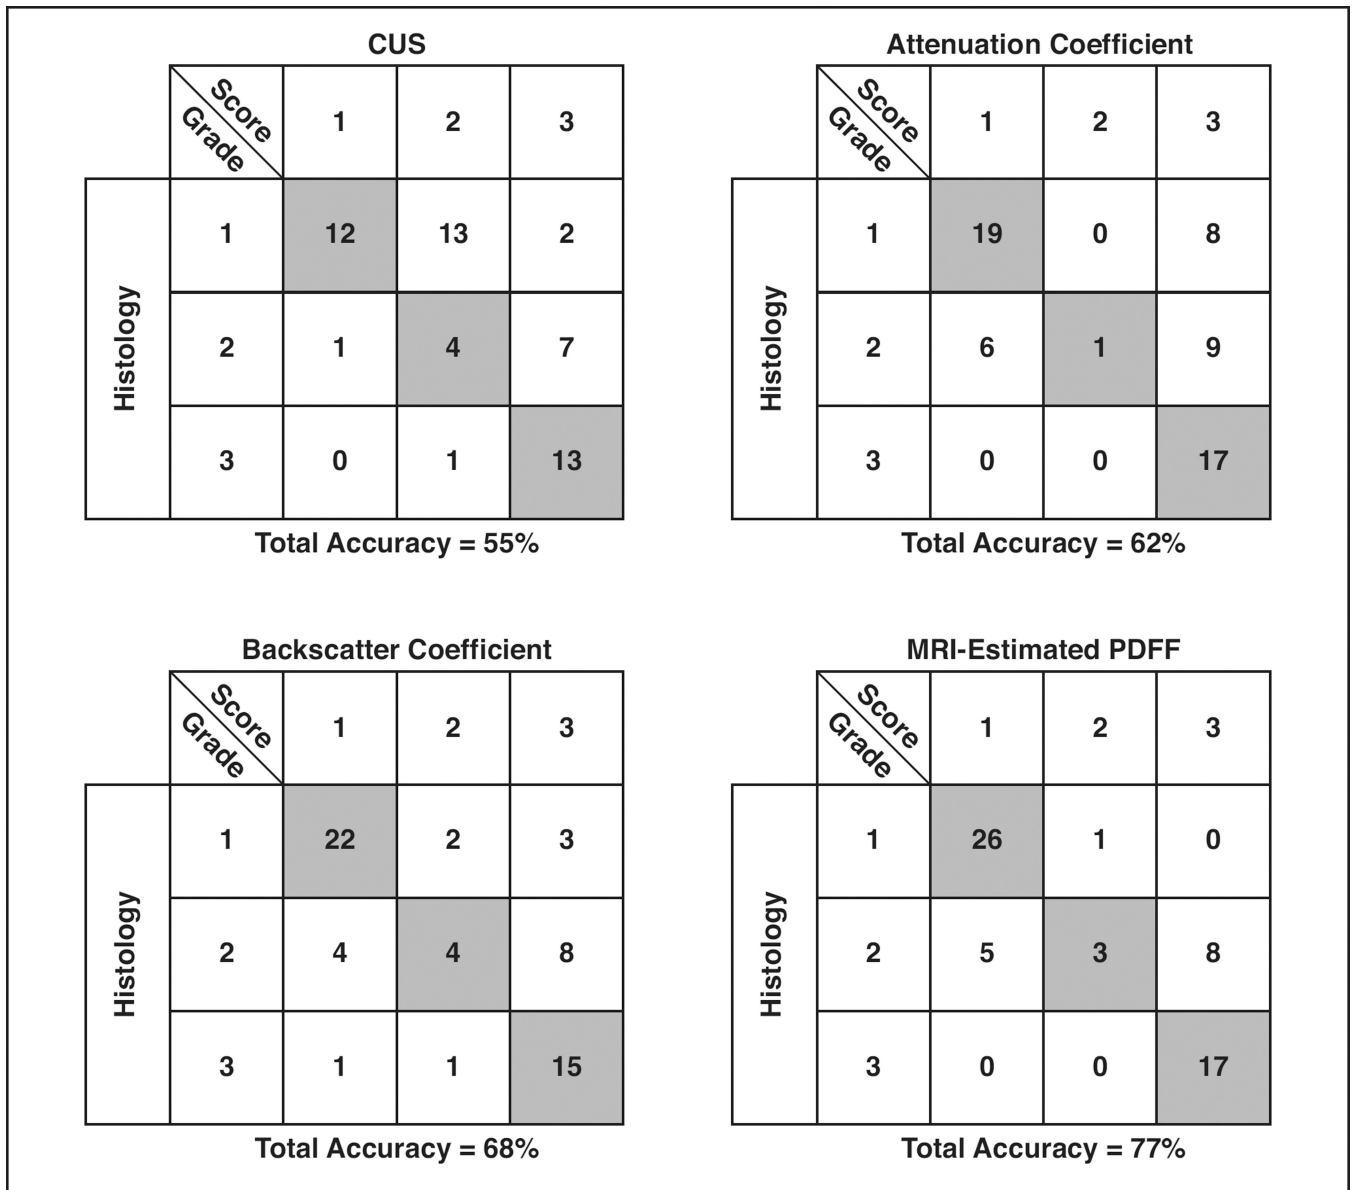 CUS
Score
Grade
1 2 3
Histology
1 12 13 2
2 1 4 7
3 0 1 13
Total Accuracy = 55%
Attenuation Coefficient
Score
Grade
1 2 3
Histology
1 19 0 8
2 6 1 9
3 0 0 17
Total Accuracy = 62%
Backscatter Coefficient
Score
Grade
1 2 3
Histology
1 22 2 3
2 4 4 8
3 1 1 15
Total Accuracy = 68%
MRI-Estimated PDFF
Score
Grade
1 2 3
Histology
1 26 1 0
2 5 3 8
3 0 0 17
Total Accuracy = 77%